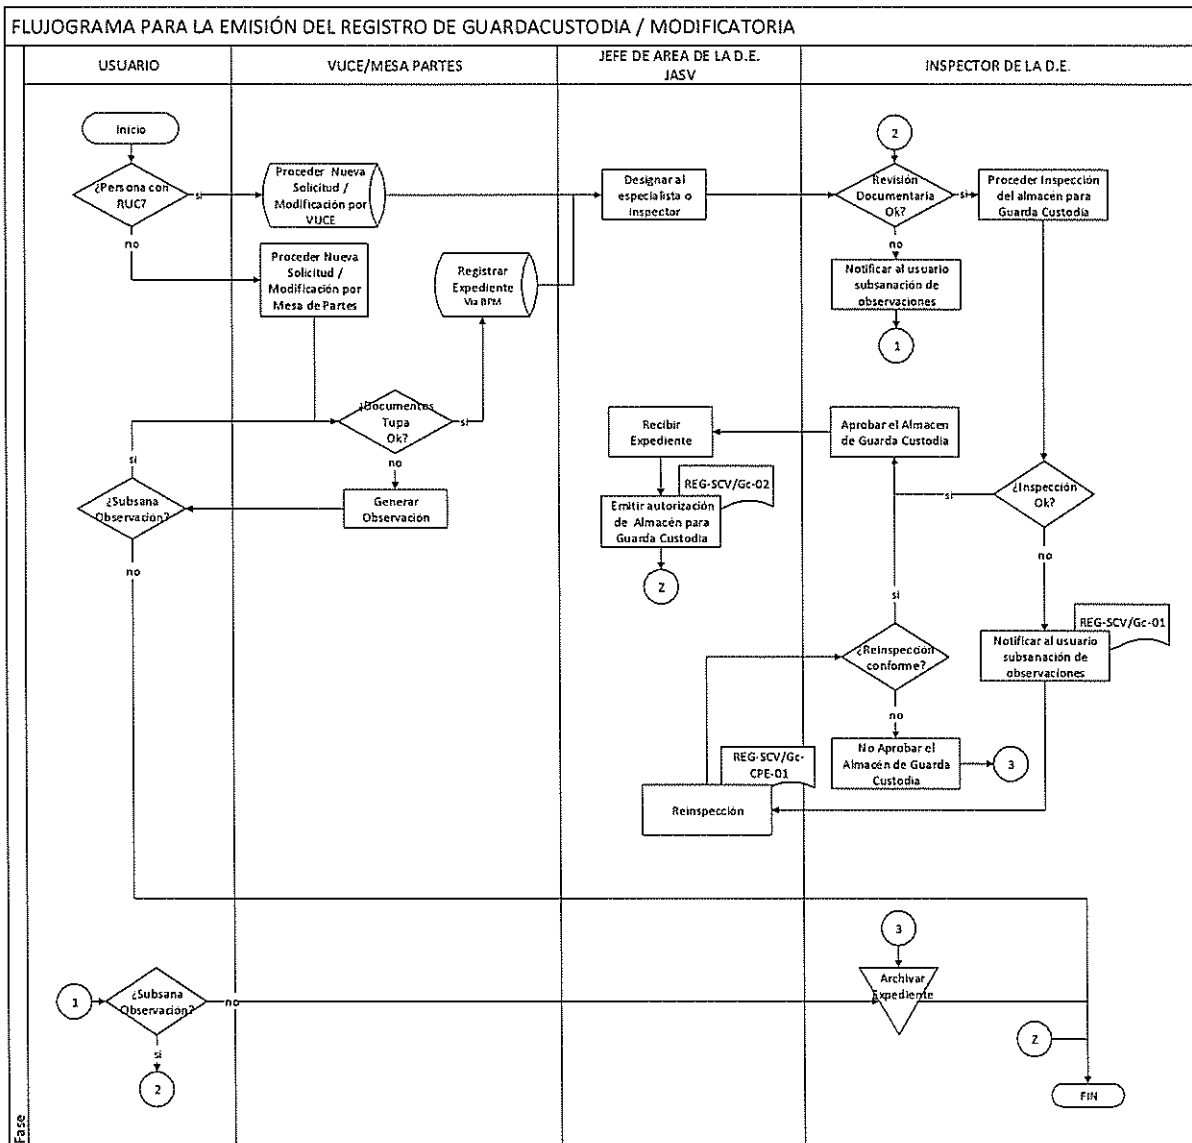 FLUJOGRAMA PARA LA EMISIÓN DEL REGISTRO DE GUARDACUSTODIA / MODIFICATORIA
USUARIO
VUCE/MESA PARTES
JEFE DE AREA DE LA D.E.
JASV
INSPECTOR DE LA D.E.
Inicio
¿Persona con
RUC?
si
no
Proceder Nueva
Solicitud /
Modificación por
VUCE
Proceder Nueva
Solicitud /
Modificación por
Mesa de Partes
Registrar
Expediente
Via BPM
Designar al
especialista o
inspector
2
Revisión
Documentaria
Ok?
si
no
Proceder Inspección
del almacén para
Guarda Custodia
Notificar al usuario
subsanación de
observaciones
1
¿Documentos
Tupa
Ok?
si
no
Generar
Observación
¿Subsana
Observación?
si
no
Recibir
Expediente
Aprobar el Almacen
de Guarda Custodia
REG-SCV/Gc-02
Emitir autorización
de Almacén para
Guarda Custodia
Z
¿Inspección
Ok?
si
no
REG-SCV/Gc-01
Notificar al usuario
subsanación de
observaciones
¿Reinspección
conforme?
si
no
No Aprobar el
Almacén de Guarda
Custodia
3
REG-SCV/Gc-
CPE-01
Reinspección
3
Archivar
Expediente
1
¿Subsana
Observación?
no
si
2
Z
FIN
Fase